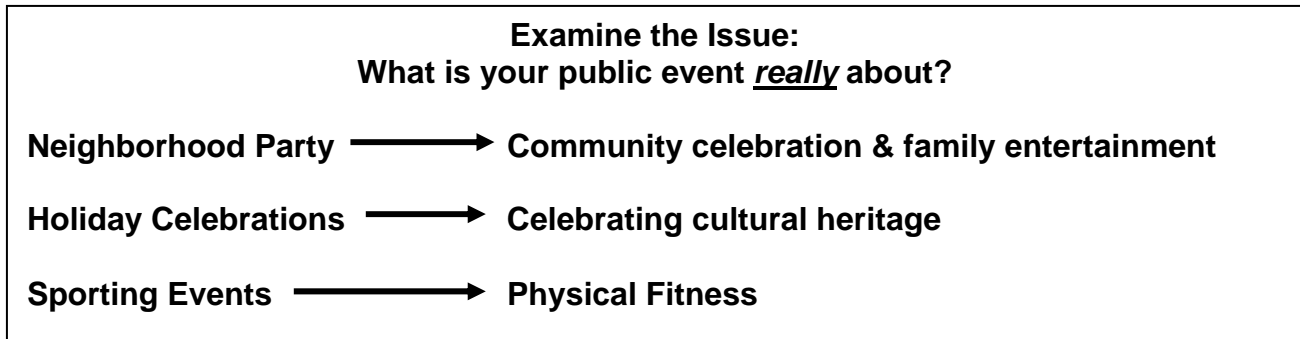 Examine the Issue:
What is your public event really about?
Neighborhood Party Community celebration & family entertainment
Holiday Celebrations Celebrating cultural heritage
Sporting Events Physical Fitness